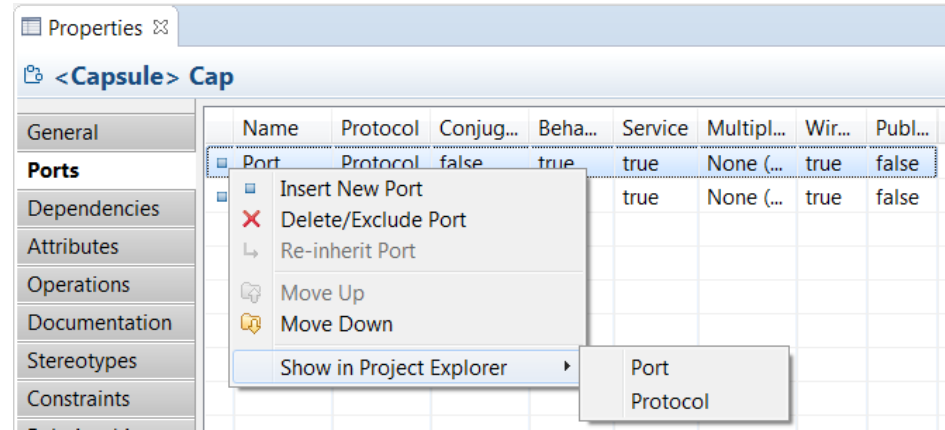 Properties
<Capsule> Cap
General
Ports
Dependencies
Attributes
Operations
Documentation
Stereotypes
Constraints
Name Protocol Conjug... Beha... Service Multipl... Wir... Publ...
Port Protocol false true true None (... true false
true None (... true false
Insert New Port
Delete/Exclude Port
Re-inherit Port
Move Up
Move Down
Show in Project Explorer
Port
Protocol